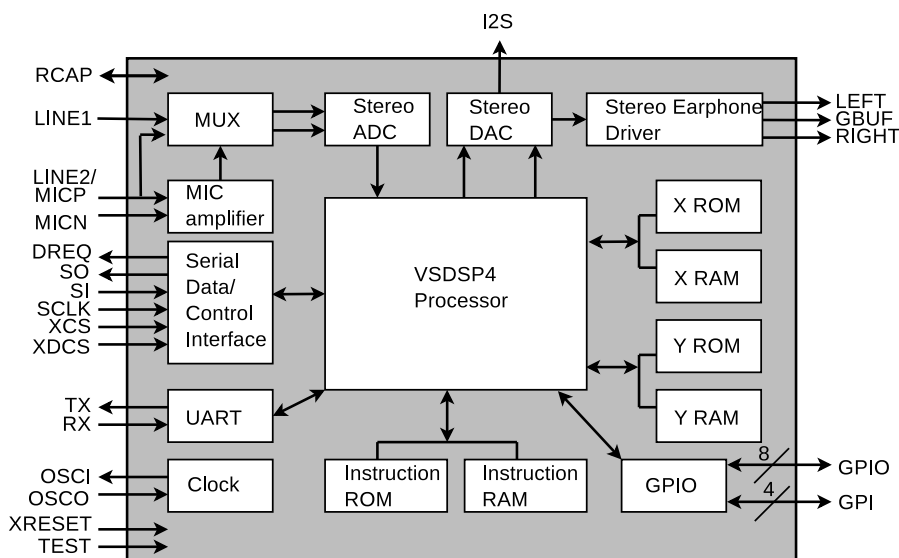 I2S
RCAP
LINE1
MUX
Stereo
ADC
Stereo
DAC
Stereo Earphone
Driver
LEFT
GBUF
RIGHT
LINE2/
MICP
MICN
MIC
amplifier
X ROM
X RAM
DREQ
SO
SI
SCLK
XCS
XDCS
Serial
Data/
Control
Interface
VSDSP4
Processor
Y ROM
Y RAM
TX
RX
UART
OSCI
OSCO
Clock
Instruction
ROM
Instruction
RAM
GPIO
8
GPIO
4
GPI
XRESET
TEST